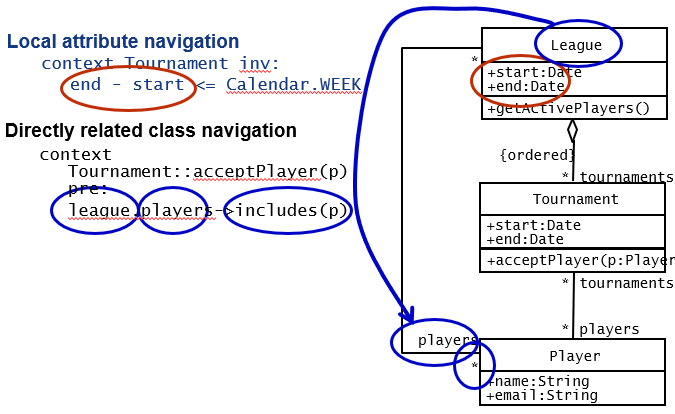 Local attribute navigation
context Tournament inv:
end - start <= Calendar.WEEK
Directly related class navigation
context
Tournament::acceptPlayer(p)
pre:
league.players->includes(p)
League
*
+start:Date
+end:Date
+getActivePlayers()
{ordered}
* tournaments
Tournament
+start:Date
+end:Date
+acceptPlayer(p:Player
* tournaments
* players
players
*
Player
+name:String
+email:String